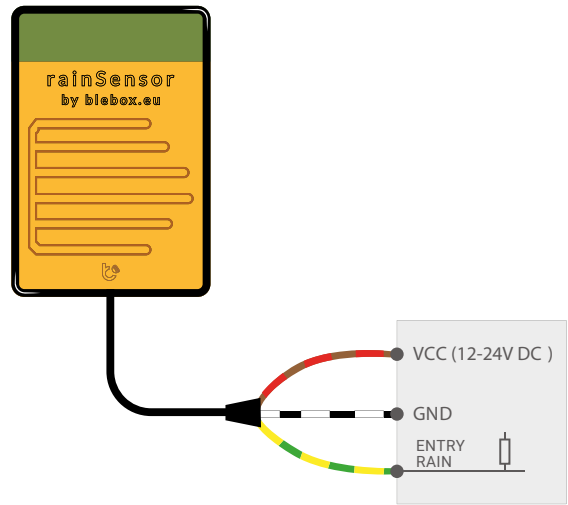 rainSensor
by blebox.eu
VCC (12-24V DC )
GND
ENTRY
RAIN